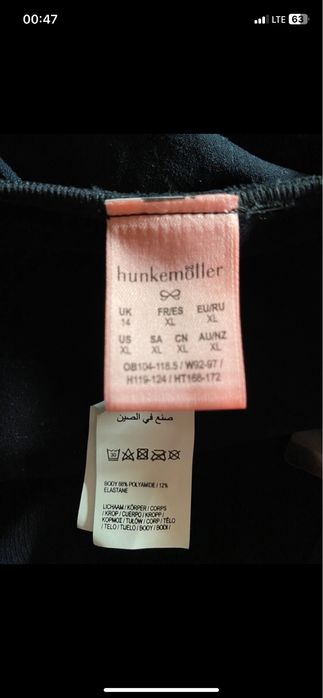 00:47 LTE 63
hunkemöller
UK FR/ES EU/RU
14 XL XL
US SA CN AU/NZ
XL XL XL XL
OB104-118.5 / W92-97 /
H119-124 / HT168-172
صنع في الصين
30
BODY 88% POLYAMIDE / 12%
ELASTANE
LICHAAM / KÖRPER / CORPS
/ KROP / CUERPO / KROPP /
ΚΟΡΜΟΣ / TUŁÓW / CORP / TĚLO
/ TELO / TIJELO / BODY / BODI /